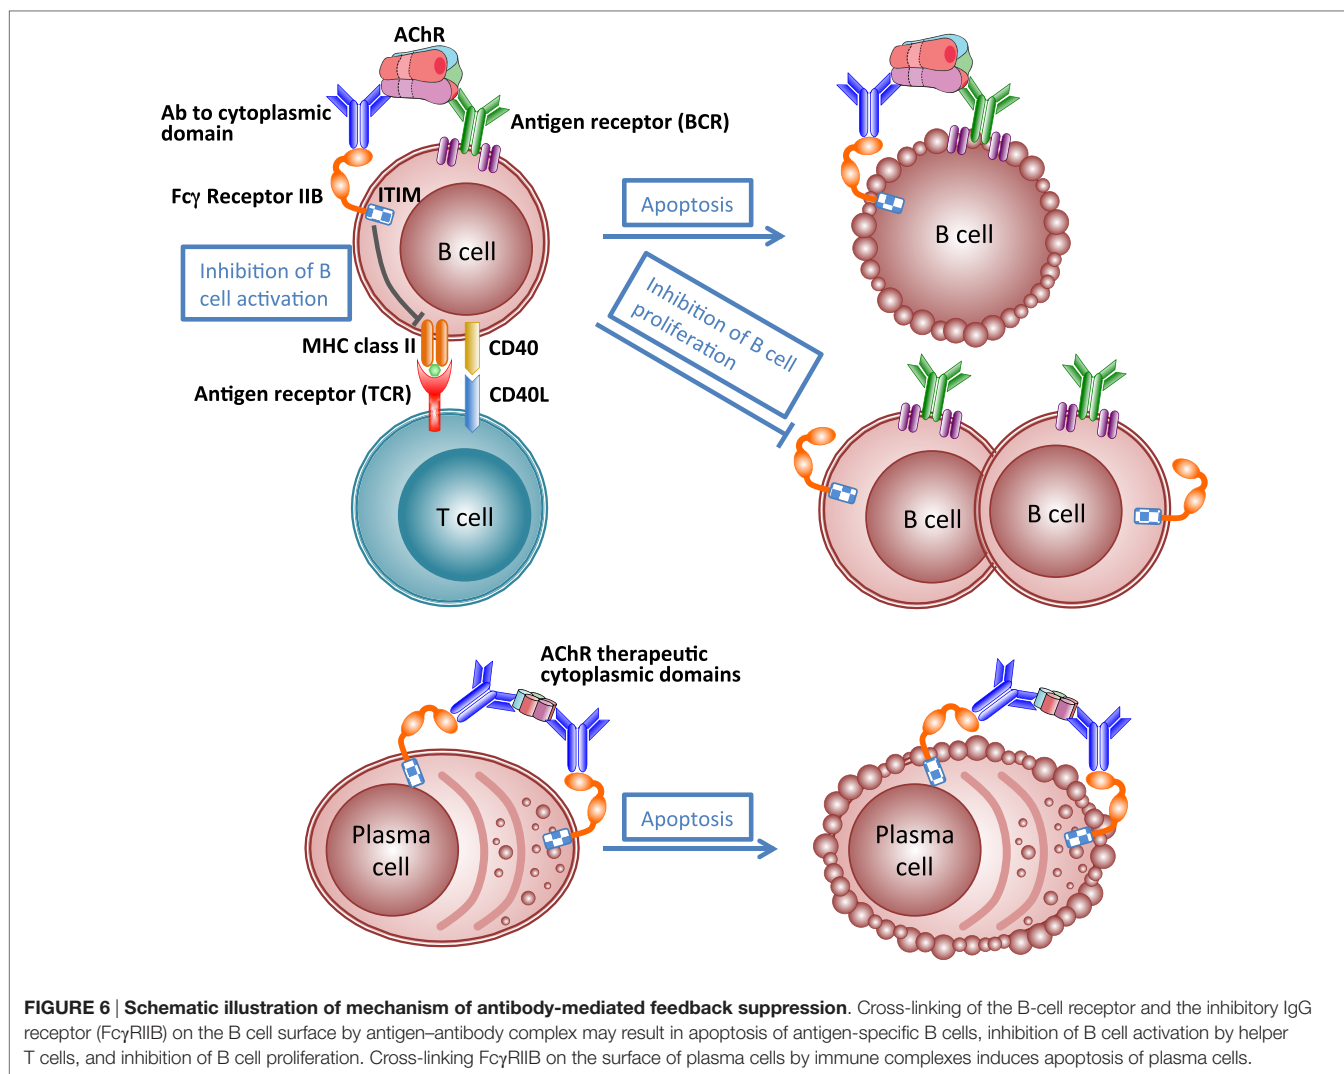 AChR
Ab to cytoplasmic
domain
Antigen receptor (BCR)
Fcγ Receptor IIB
ITIM
B cell
Inhibition of B
cell activation
MHC class II
CD40
Antigen receptor (TCR)
CD40L
T cell
Apoptosis
B cell
Inhibition of B cell
proliferation
B cell
B cell
AChR therapeutic
cytoplasmic domains
Plasma
cell
Apoptosis
Plasma
cell
FIGURE 6 | Schematic illustration of mechanism of antibody-mediated feedback suppression. Cross-linking of the B-cell receptor and the inhibitory IgG
receptor (FcγRIIB) on the B cell surface by antigen–antibody complex may result in apoptosis of antigen-specific B cells, inhibition of B cell activation by helper
T cells, and inhibition of B cell proliferation. Cross-linking FcγRIIB on the surface of plasma cells by immune complexes induces apoptosis of plasma cells.